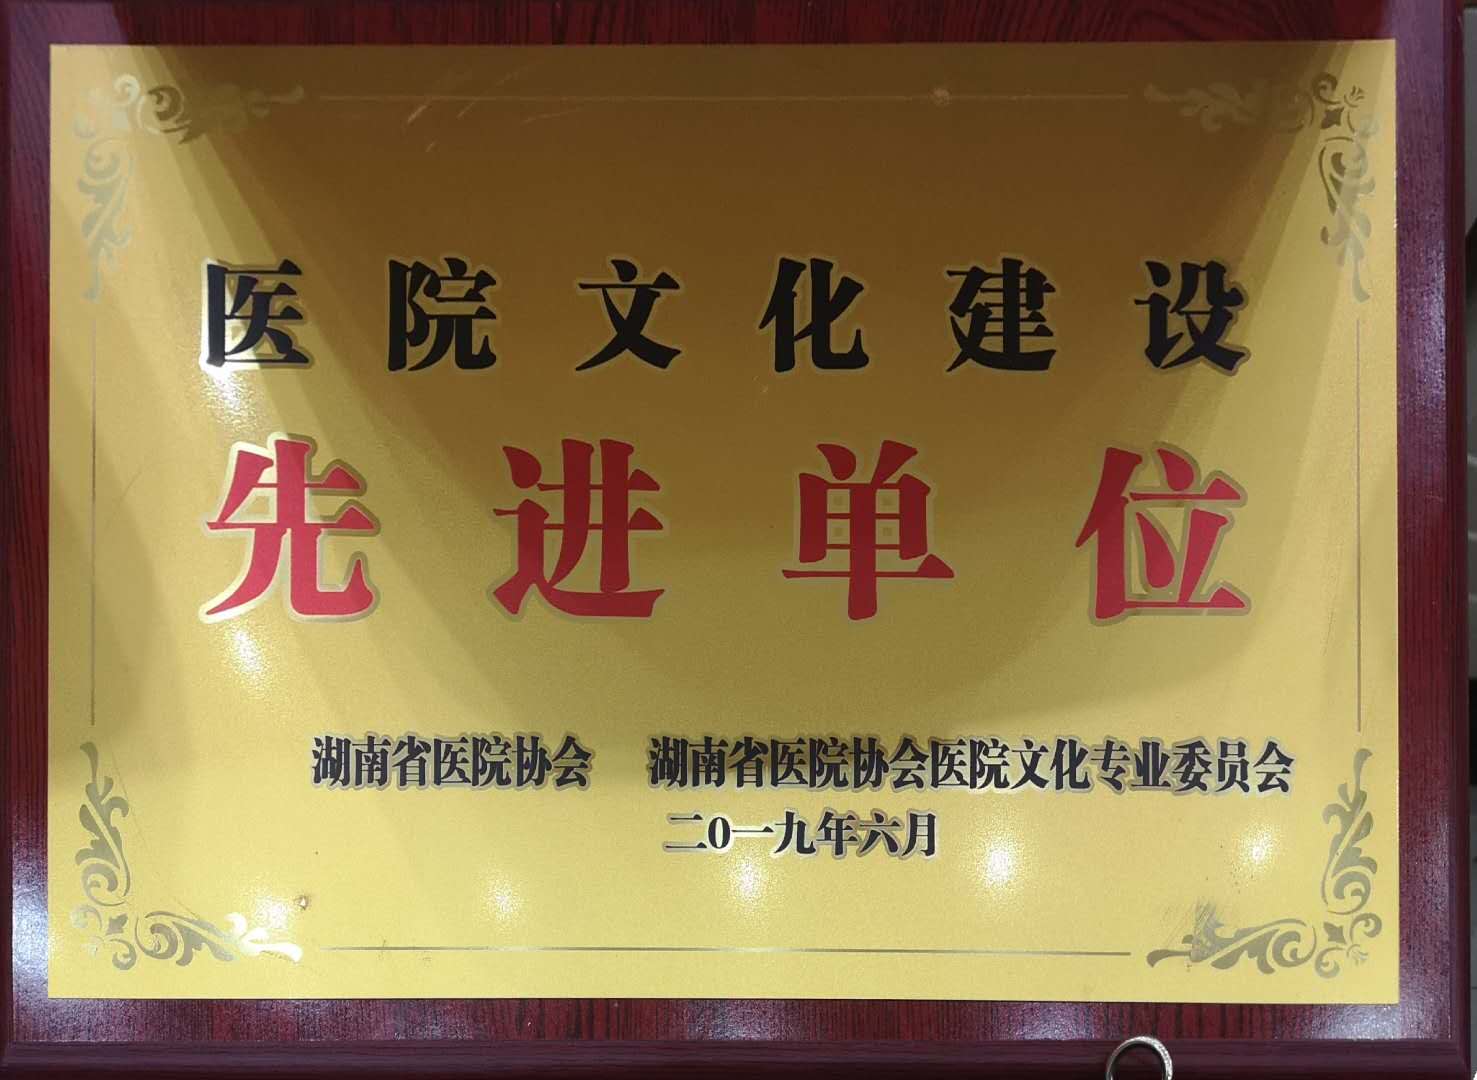 医院文化建设
先进单位
湖南省医院协会 湖南省医院协会医院文化专业委员会
二0一九年六月